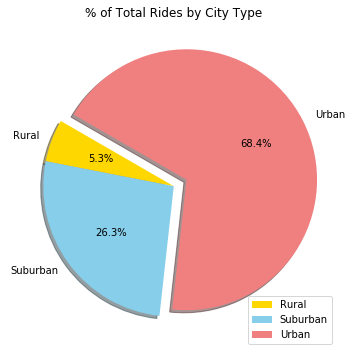 % of Total Rides by City Type
Urban
Rural
68.4%
5.3%
26.3%
Suburban
Rural
Suburban
Urban